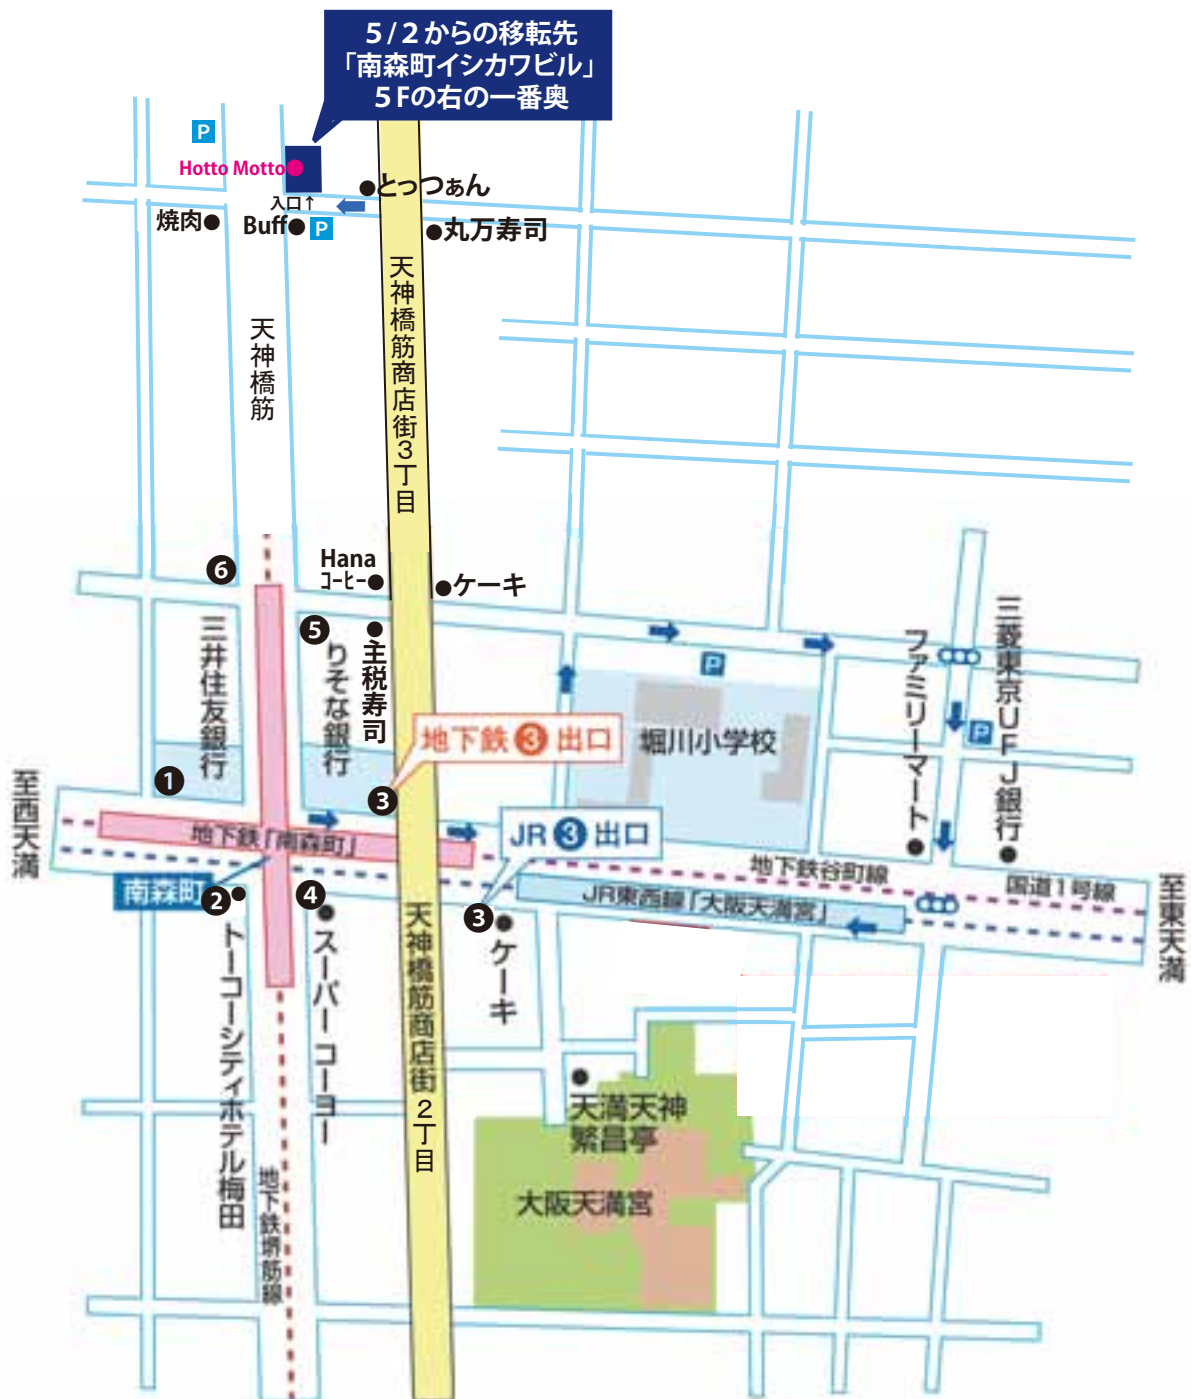 5/2からの移転先
「南森町イシカワビル」
5Fの右の一番奥
P
Hotto Motto
とっつぁん
入口↑
焼肉
Buff
P
丸万寿司
天神橋筋
天神橋筋商店街3丁目
Hana
コーヒー
ケーキ
6
5
三井住友銀行
りそな銀行
主税寿司
地下鉄 3 出口
P
堀川小学校
ファミリーマート
三菱東京UFJ銀行
P
至西天満
1
3
地下鉄「南森町」
JR 3 出口
地下鉄谷町線
国道1号線
至東天満
南森町
2
4
3
JR東西線「大阪天満宮」
トーコーシティホテル梅田
スーパーコーヨー
天神橋筋商店街 2丁目
ケーキ
天満天神
繁昌亭
大阪天満宮
地下鉄堺筋線